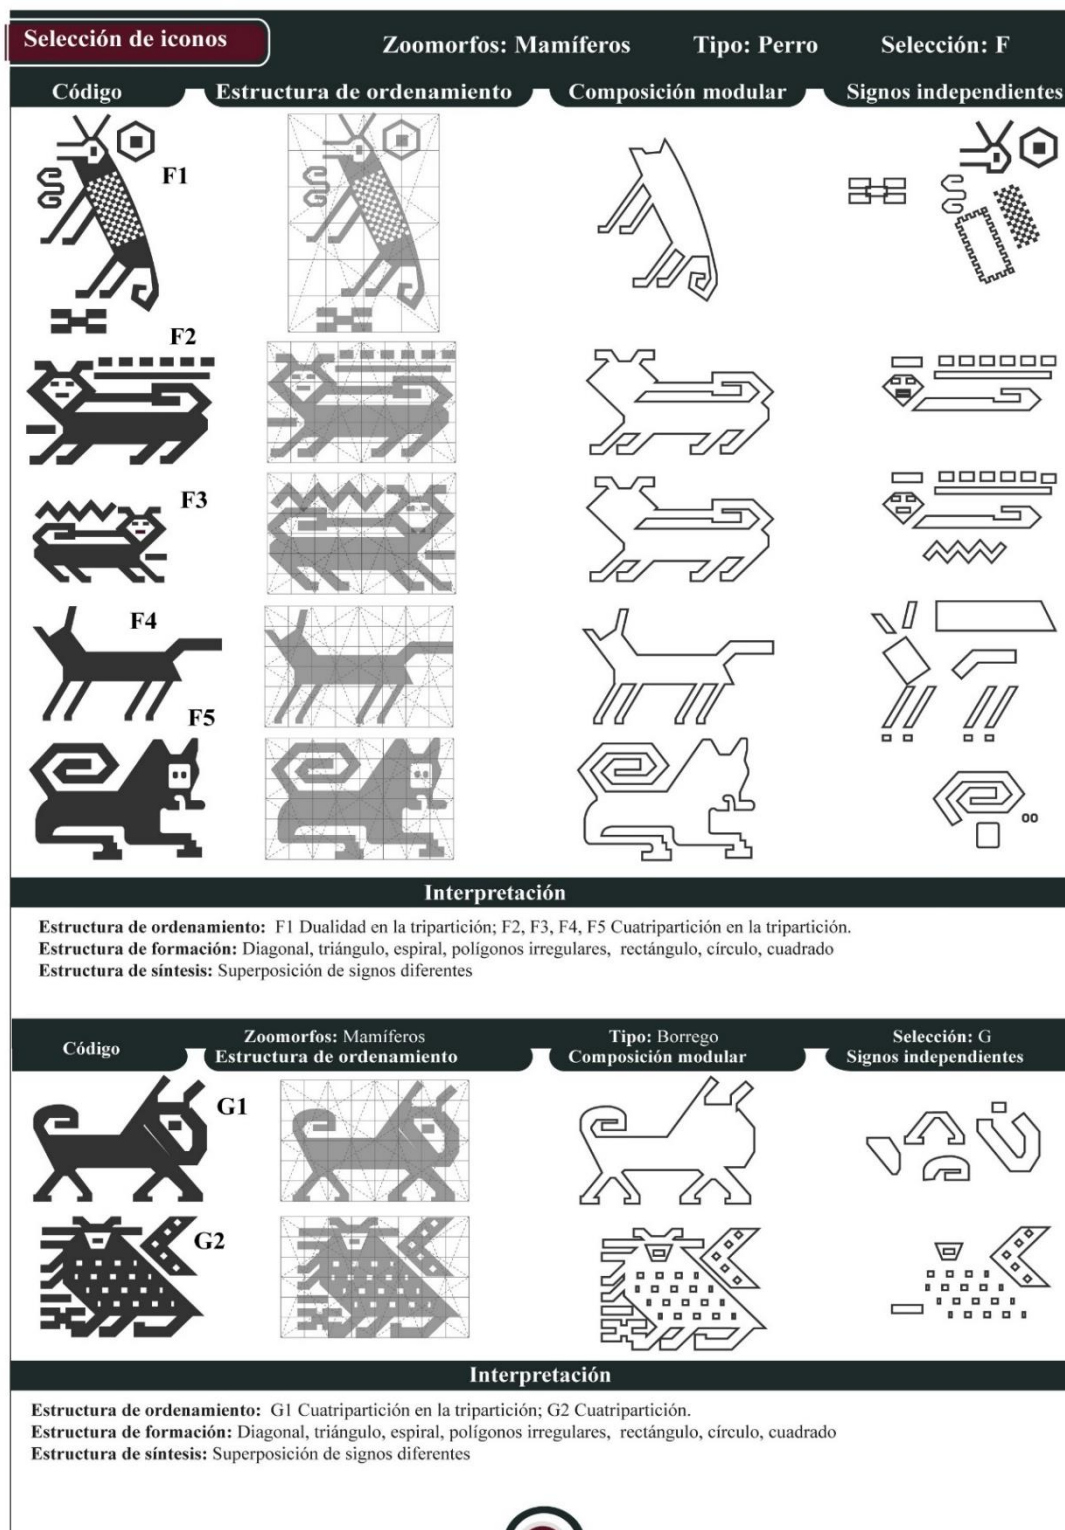 Selección de iconos
Zoomorfos: Mamíferos Tipo: Perro Selección: F
Código Estructura de ordenamiento Composición modular Signos independientes
F1
F2
F3
F4
F5
Interpretación
Estructura de ordenamiento: F1 Dualidad en la tripartición; F2, F3, F4, F5 Cuatripartición en la tripartición.
Estructura de formación: Diagonal, triángulo, espiral, polígonos irregulares, rectángulo, círculo, cuadrado
Estructura de síntesis: Superposición de signos diferentes
Zoomorfos: Mamíferos Tipo: Borrego Selección: G
Código Estructura de ordenamiento Composición modular Signos independientes
G1
G2
Interpretación
Estructura de ordenamiento: G1 Cuatripartición en la tripartición; G2 Cuatripartición.
Estructura de formación: Diagonal, triángulo, espiral, polígonos irregulares, rectángulo, círculo, cuadrado
Estructura de síntesis: Superposición de signos diferentes